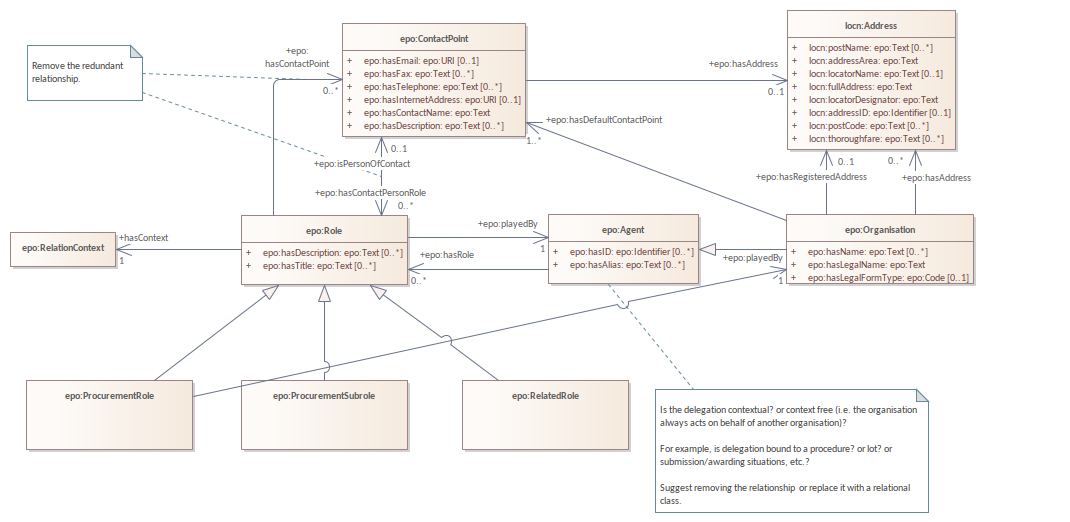 Remove the redundant
relationship.
+epo:
hasContactPoint
0..*
epo:ContactPoint
+ epo:hasEmail: epo:URI [0..1]
+ epo:hasFax: epo:Text [0..*]
+ epo:hasTelephone: epo:Text [0..*]
+ epo:hasInternetAddress: epo:URI [0..1]
+ epo:hasContactName: epo:Text
+ epo:hasDescription: epo:Text [0..*]
+epo:hasAddress
0..1
locn:Address
+ locn:postName: epo:Text [0..*]
+ locn:addressArea: epo:Text
+ locn:locatorName: epo:Text [0..1]
+ locn:fullAddress: epo:Text
+ locn:locatorDesignator: epo:Text
+ locn:addressID: epo:Identifier [0..1]
+ locn:postCode: epo:Text [0..*]
+ locn:thoroughfare: epo:Text [0..*]
+epo:hasDefaultContactPoint
1..*
0..1
+epo:isPersonOfContact
+epo:hasContactPersonRole
0..*
0..1
+epo:hasRegisteredAddress
0..*
+epo:hasAddress
epo:RelationContext
+hasContext
1
epo:Role
+ epo:hasDescription: epo:Text [0..*]
+ epo:hasTitle: epo:Text [0..*]
+epo:playedBy
1
+epo:hasRole
0..*
epo:Agent
+ epo:hasID: epo:Identifier [0..*]
+ epo:hasAlias: epo:Text [0..*]
+epo:playedBy
1
epo:Organisation
+ epo:hasName: epo:Text [0..*]
+ epo:hasLegalName: epo:Text
+ epo:hasLegalFormType: epo:Code [0..1]
epo:ProcurementRole
epo:ProcurementSubrole
epo:RelatedRole
Is the delegation contextual? or context free (i.e. the organisation
always acts on behalf of another organisation)?
For example, is delegation bound to a procedure? or lot? or
submission/awarding situations, etc.?
Suggest removing the relationship or replace it with a relational
class.